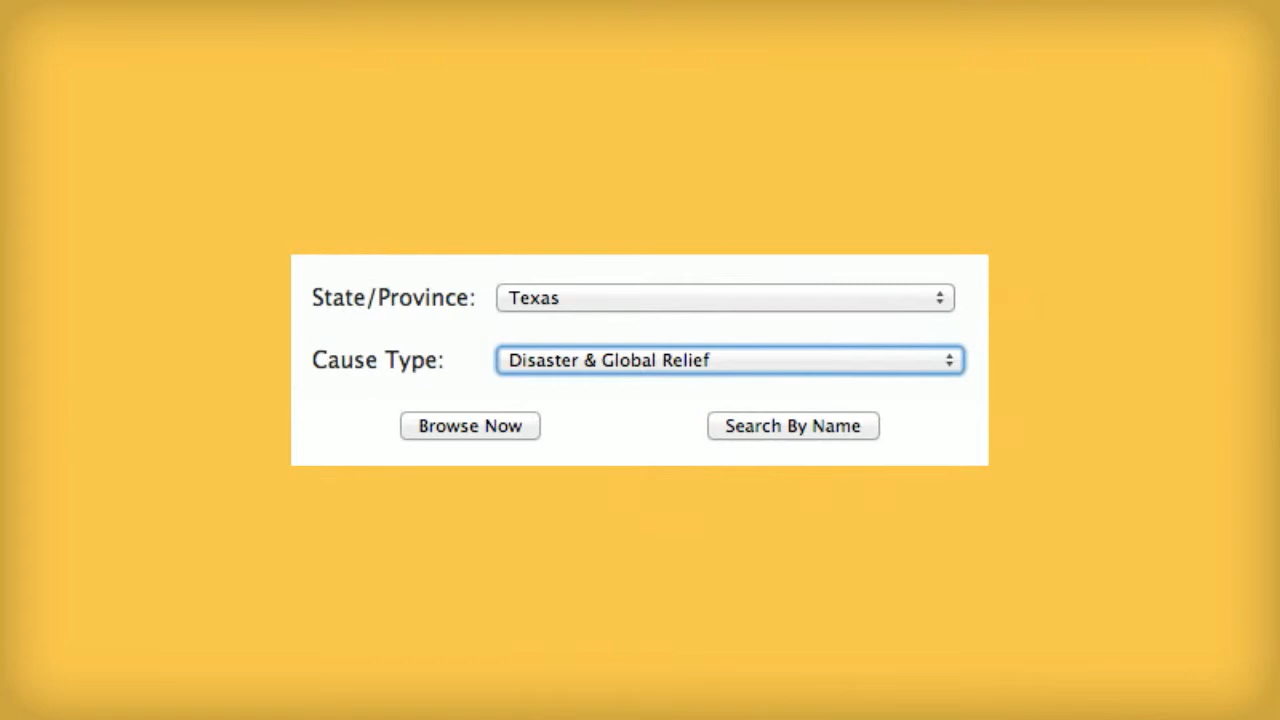 State/Province: Texas
Cause Type: Disaster & Global Relief
Browse Now Search By Name